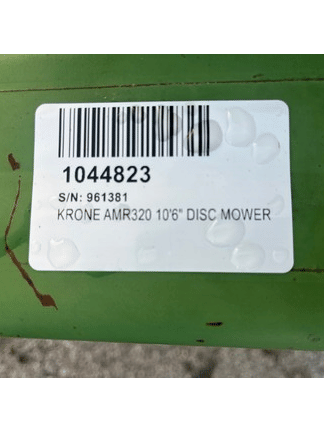 1044823
S/N: 961381
KRONE AMR320 10'6" DISC MOWER